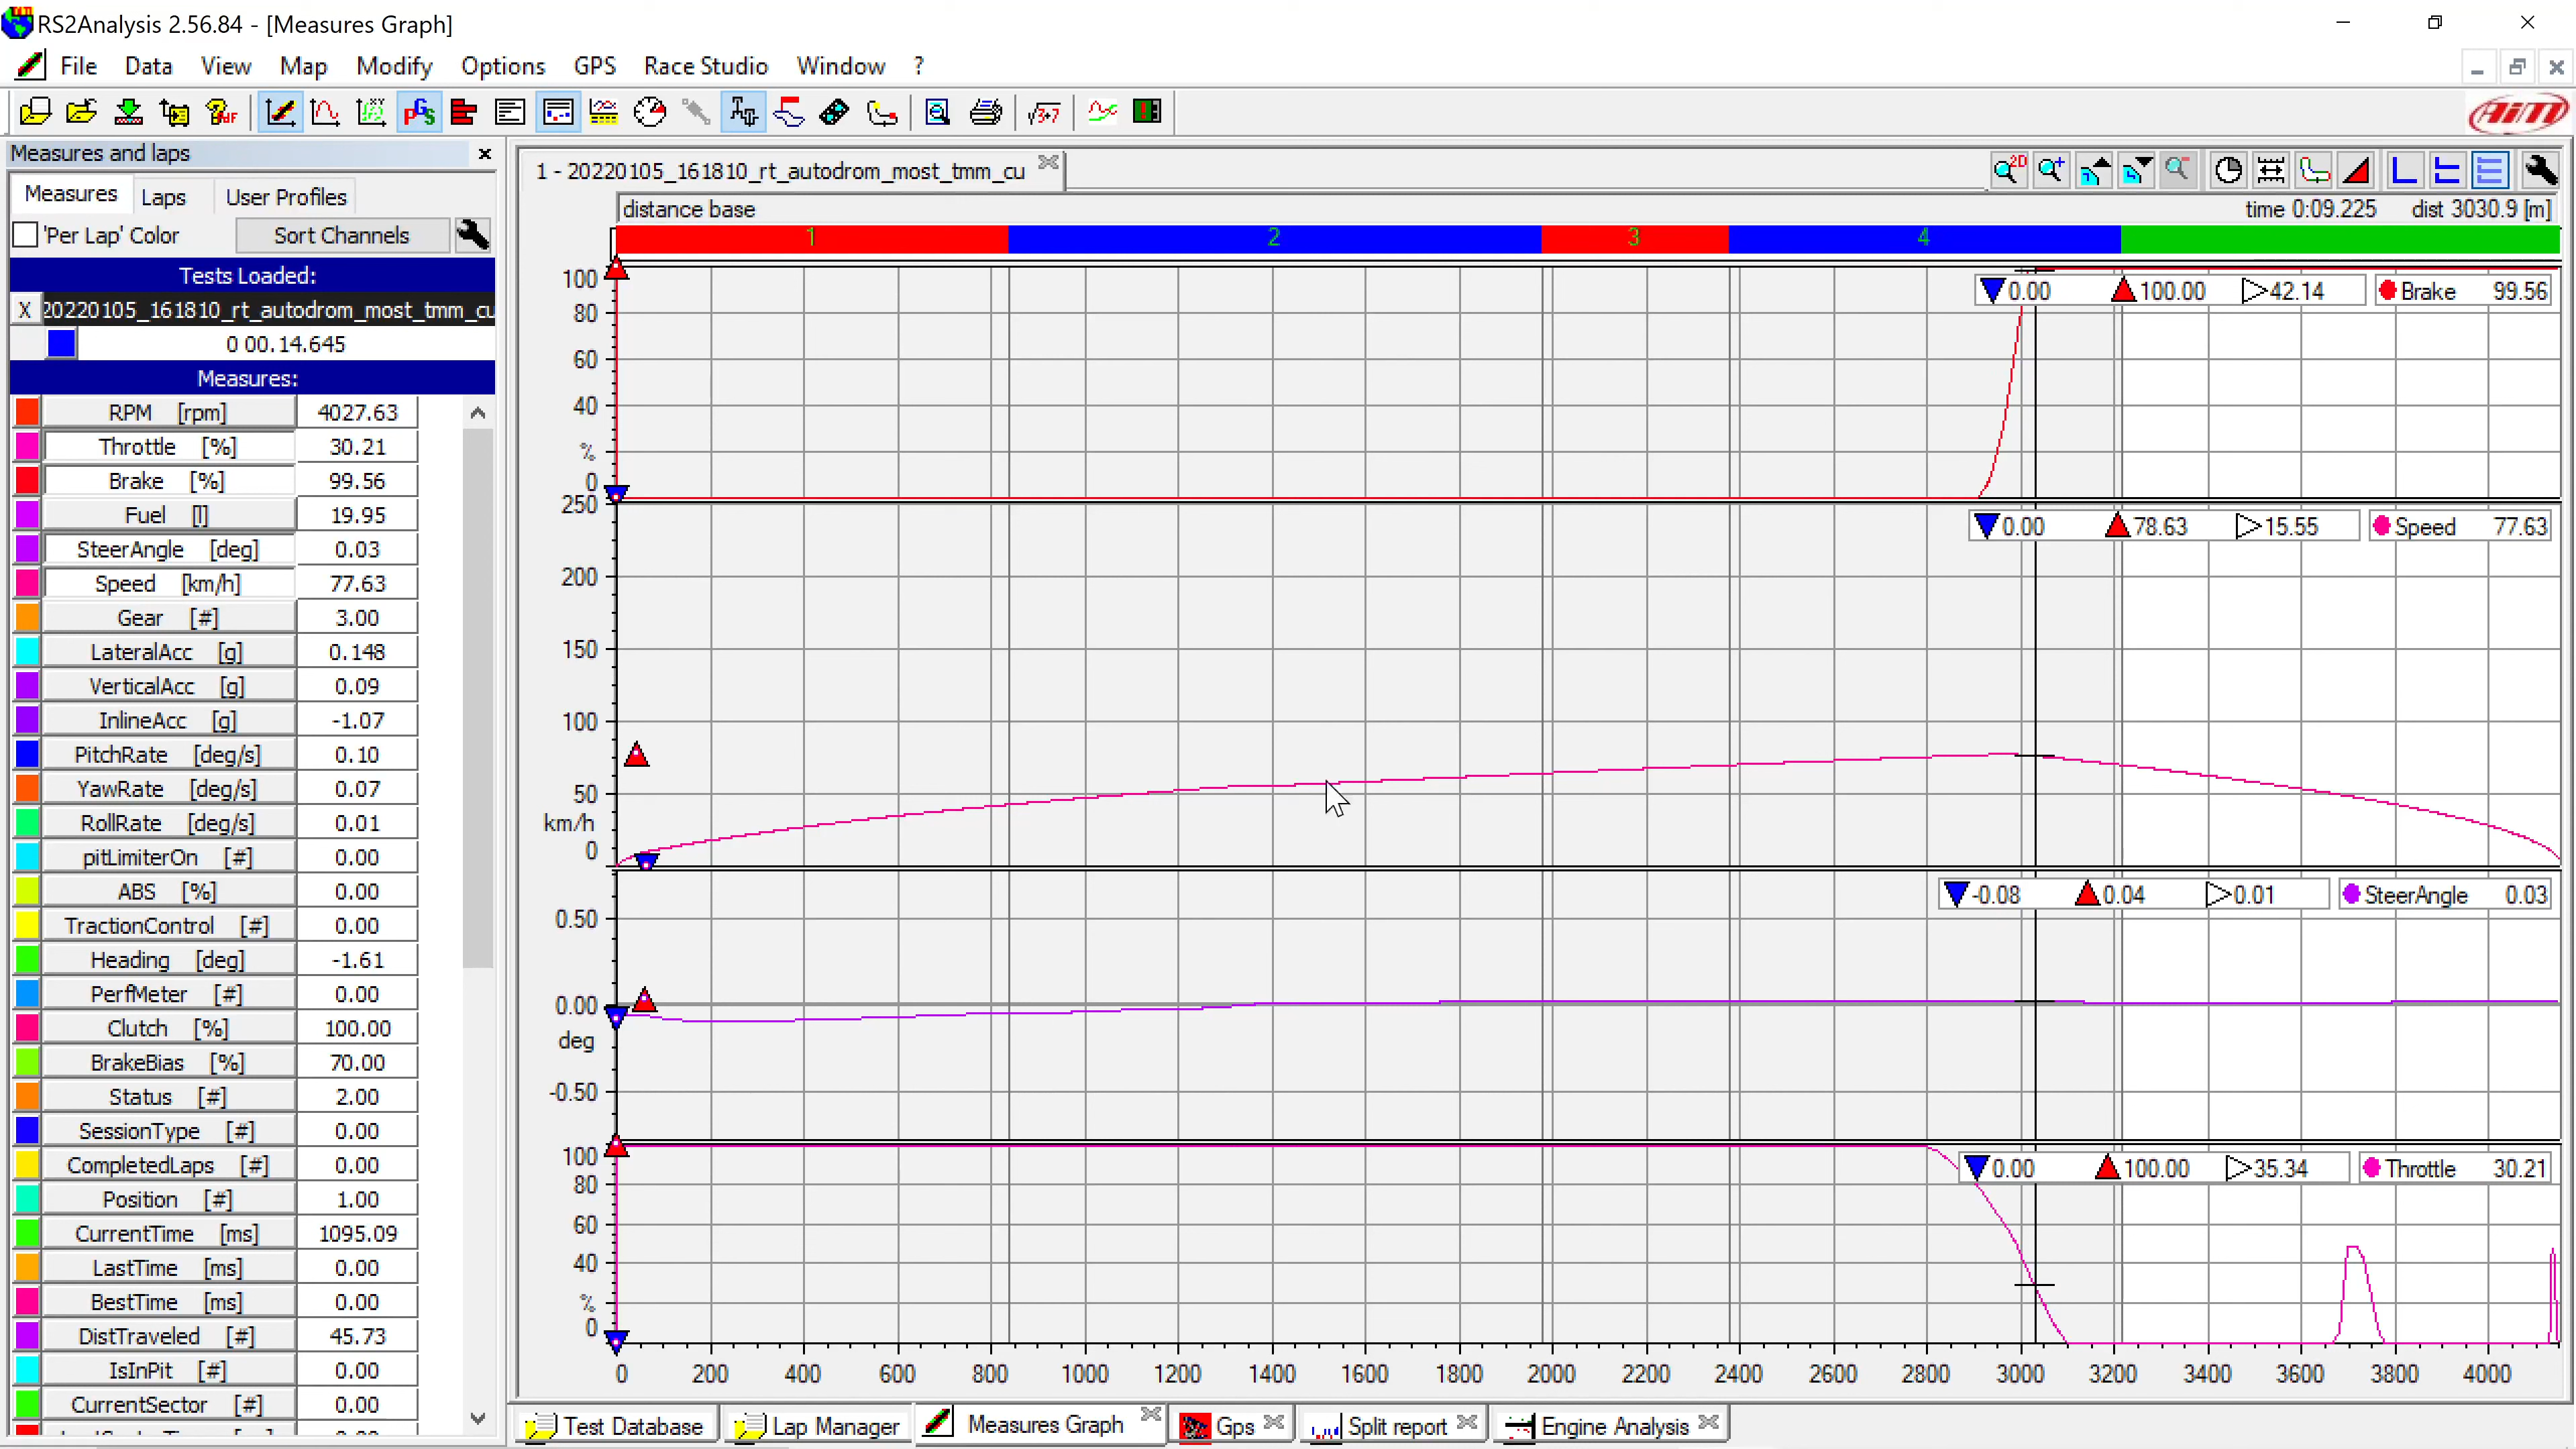 RS2Analysis 2.56.84 - [Measures Graph]
File Data View Map Modify Options GPS Race Studio Window ?
AiM
Measures and laps
Measures Laps User Profiles
'Per Lap' Color Sort Channels
Tests Loaded:
X 20220105_161810_rt_autodrom_most_tmm_cu
0 00.14.645
Measures:
RPM [rpm] 4027.63
Throttle [%] 30.21
Brake [%] 99.56
Fuel [l] 19.95
SteerAngle [deg] 0.03
Speed [km/h] 77.63
Gear [#] 3.00
LateralAcc [g] 0.148
VerticalAcc [g] 0.09
InlineAcc [g] -1.07
PitchRate [deg/s] 0.10
YawRate [deg/s] 0.07
RollRate [deg/s] 0.01
pitLimiterOn [#] 0.00
ABS [%] 0.00
TractionControl [#] 0.00
Heading [deg] -1.61
PerfMeter [#] 0.00
Clutch [%] 100.00
BrakeBias [%] 70.00
Status [#] 2.00
SessionType [#] 0.00
CompletedLaps [#] 0.00
Position [#] 1.00
CurrentTime [ms] 1095.09
LastTime [ms] 0.00
BestTime [ms] 0.00
DistTraveled [#] 45.73
IsInPit [#] 0.00
CurrentSector [#] 0.00
1 - 20220105_161810_rt_autodrom_most_tmm_cu
distance base time 0:09.225 dist 3030.9 [m]
1 2 3 4
100
80
60
40
%
0
0.00 100.00 42.14 Brake 99.56
250
200
150
100
50
km/h
0
0.00 78.63 15.55 Speed 77.63
0.50
0.00
deg
-0.50
-0.08 0.04 0.01 SteerAngle 0.03
100
80
60
40
%
0
0.00 100.00 35.34 Throttle 30.21
0 200 400 600 800 1000 1200 1400 1600 1800 2000 2200 2400 2600 2800 3000 3200 3400 3600 3800 4000
Test Database Lap Manager Measures Graph Gps Split report Engine Analysis